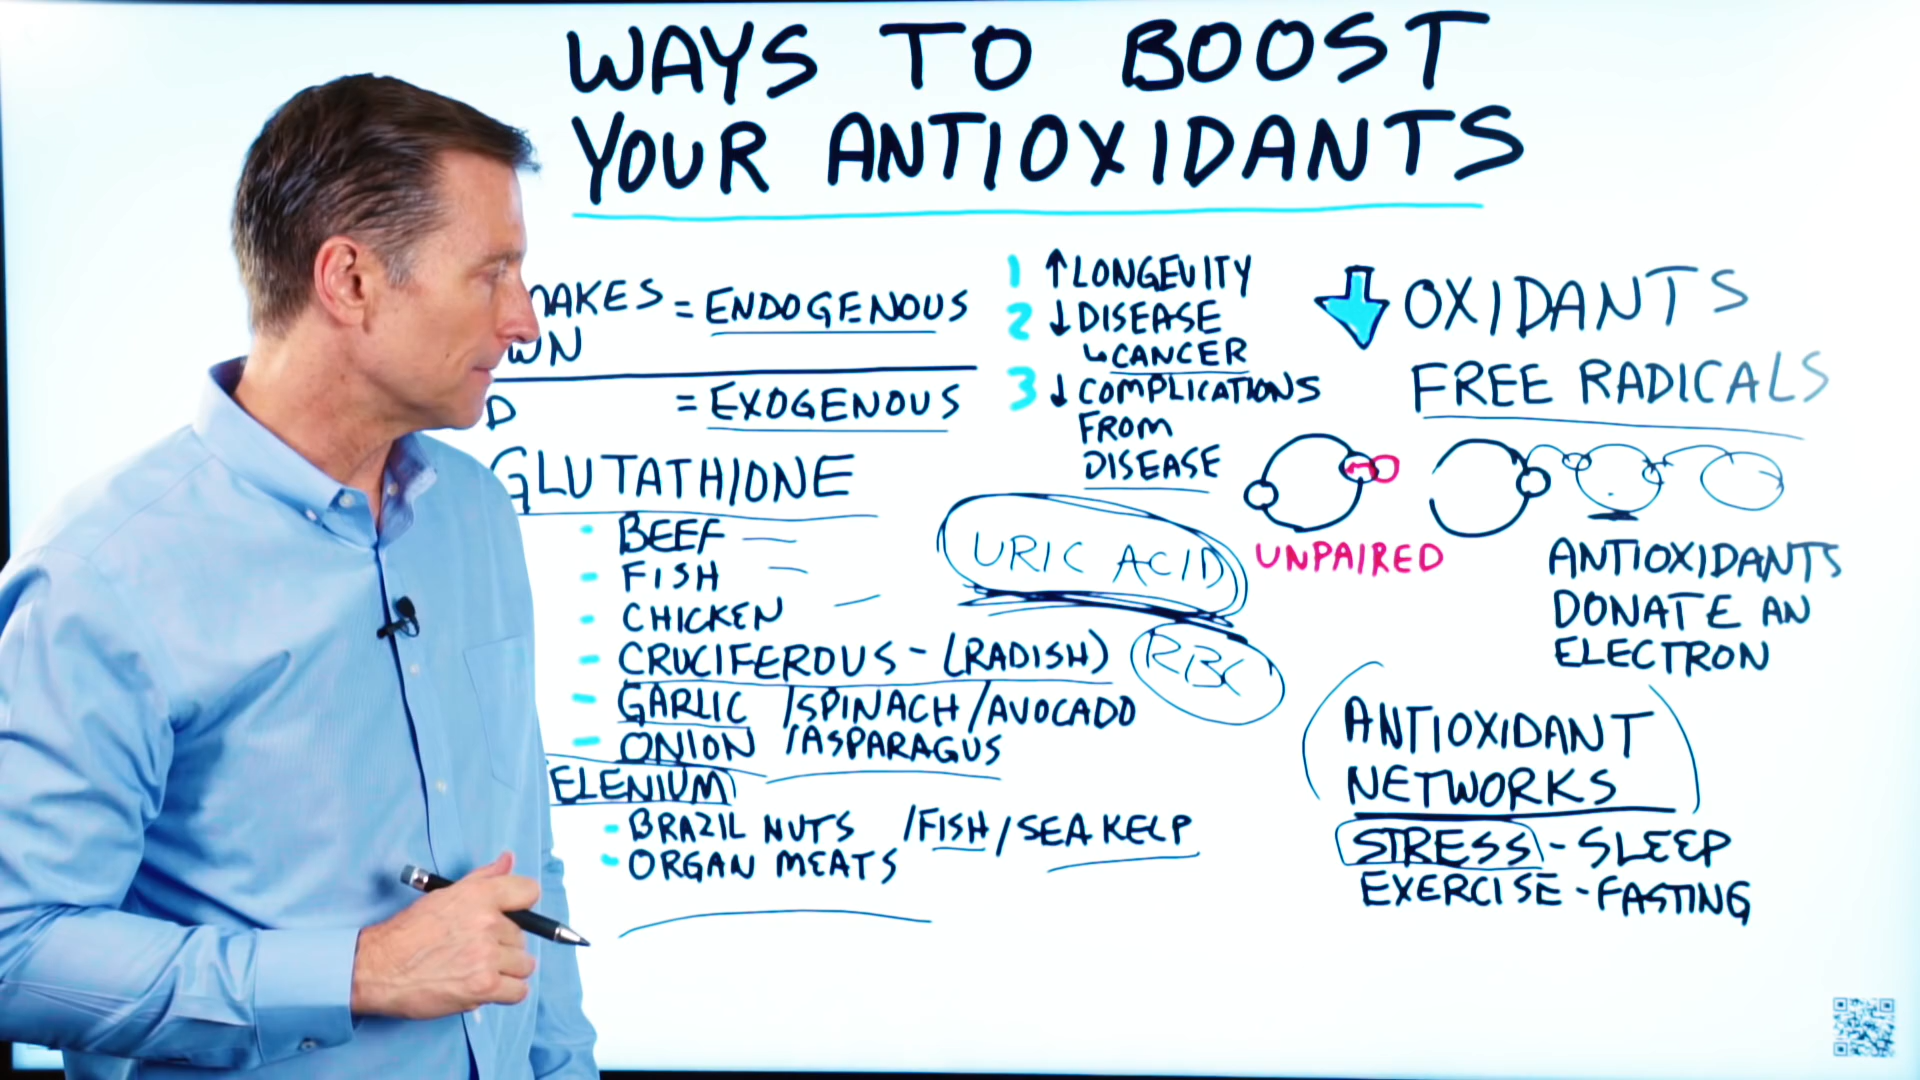 WAYS TO BOOST
YOUR ANTIOXIDANTS
MAKES = ENDOGENOUS
WN
D = EXOGENOUS
1 ↑ LONGEVITY
2 ↓ DISEASE
↳ CANCER
3 ↓ COMPLICATIONS
FROM
DISEASE
↓ OXIDANTS
FREE RADICALS
UNPAIRED
ANTIOXIDANTS
DONATE AN
ELECTRON
GLUTATHIONE
- BEEF
- FISH
- CHICKEN
- CRUCIFEROUS - (RADISH)
- GARLIC /SPINACH/AVOCADO
- ONION /ASPARAGUS
URIC ACID
RBC
ELENIUM
- BRAZIL NUTS /FISH/SEA KELP
- ORGAN MEATS
ANTIOXIDANT
NETWORKS
STRESS - SLEEP
EXERCISE - FASTING